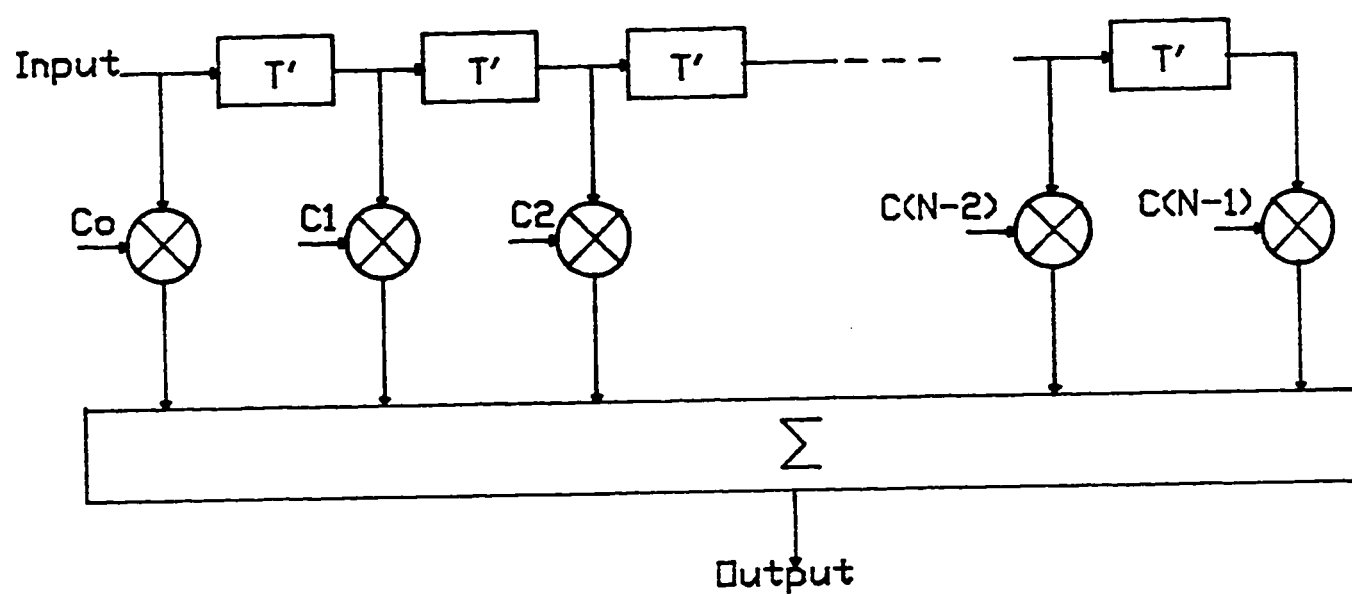 Input T' T' T' T'
Co C1 C2 C(N-2) C(N-1)
Σ
Output